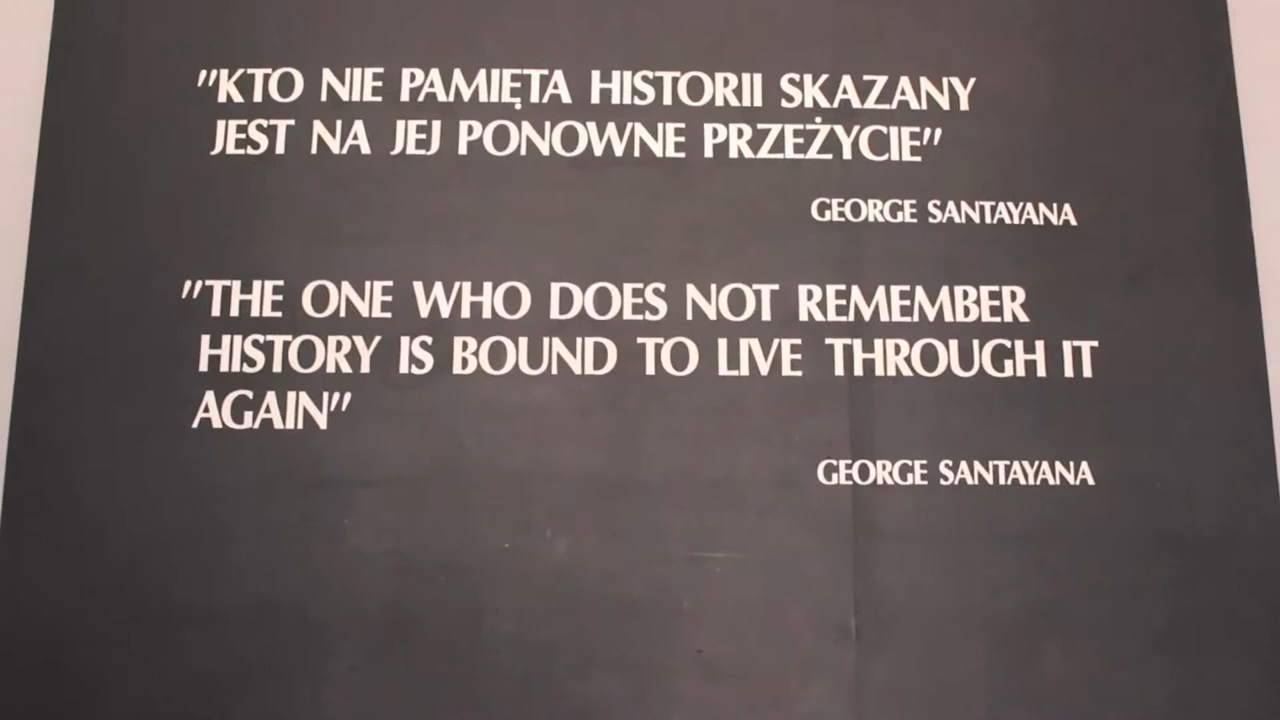 "KTO NIE PAMIĘTA HISTORII SKAZANY
JEST NA JEJ PONOWNE PRZEŻYCIE"
GEORGE SANTAYANA
"THE ONE WHO DOES NOT REMEMBER
HISTORY IS BOUND TO LIVE THROUGH IT
AGAIN"
GEORGE SANTAYANA